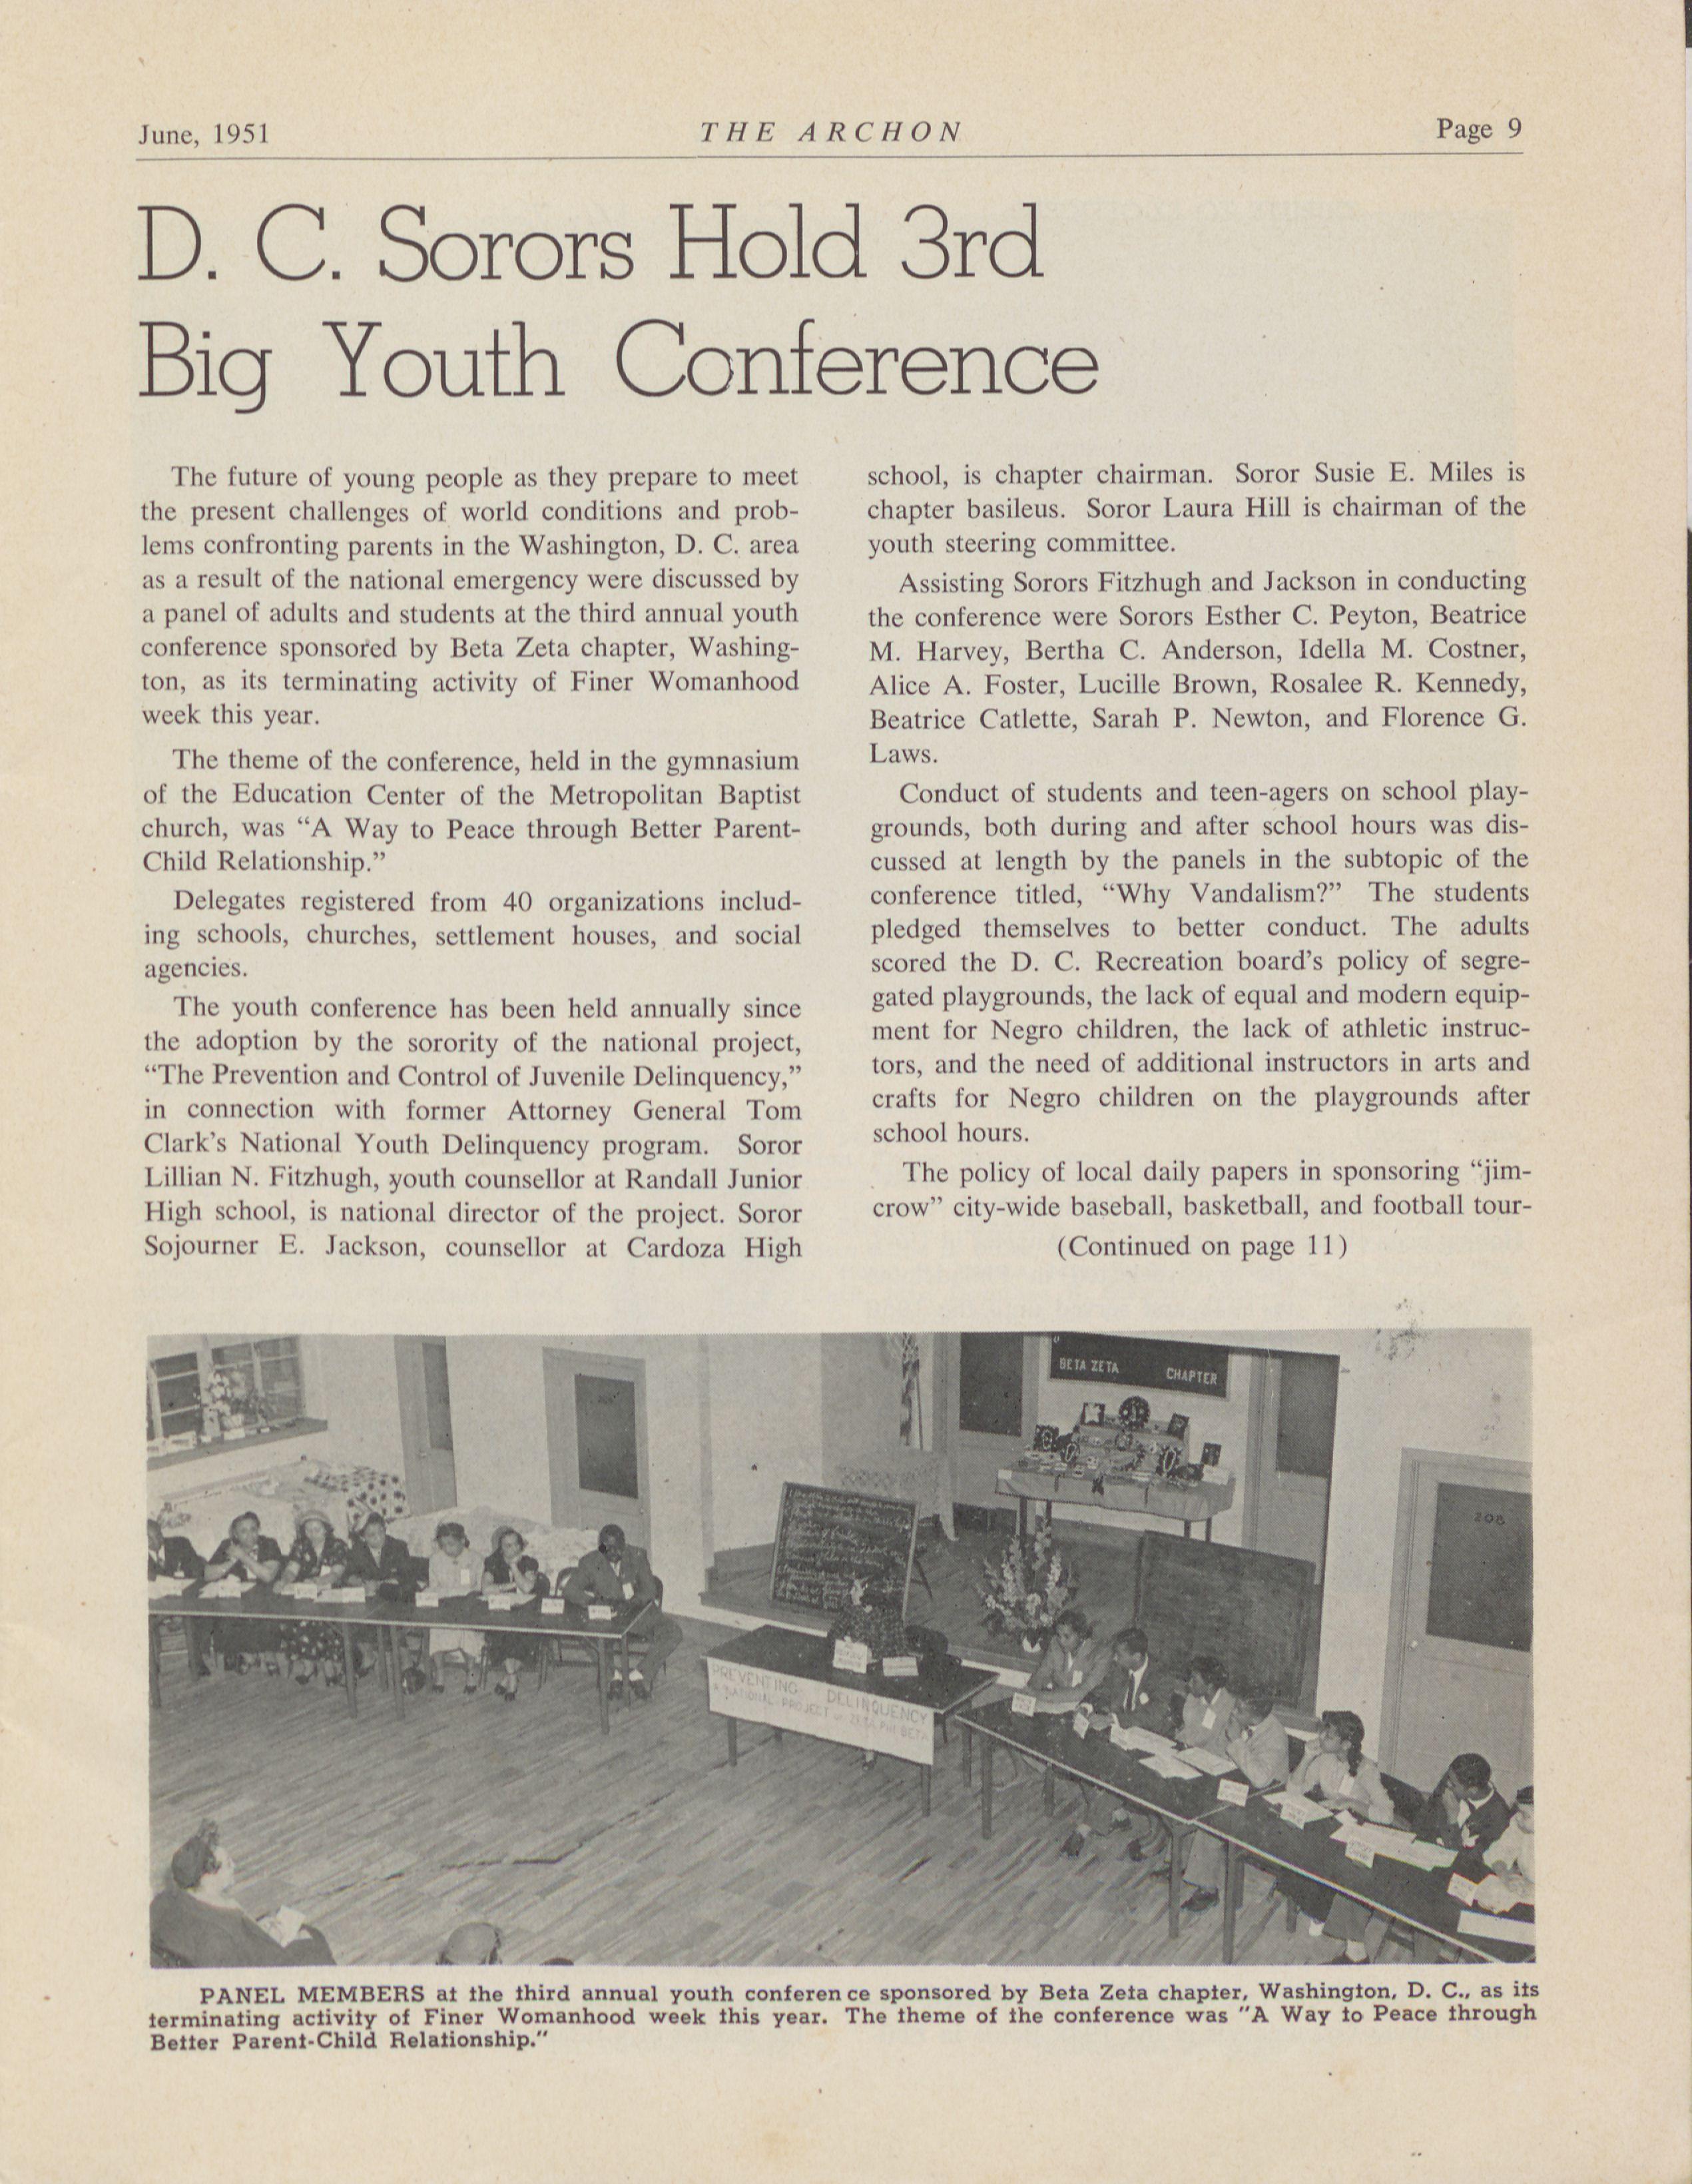 June, 1951
THE ARCHON
Page 9
D. C. Sorors Hold 3rd
Big Youth Conference
The future of young people as they prepare to meet
the present challenges of world conditions and prob-
lems confronting parents in the Washington, D. C. area
as a result of the national emergency were discussed by
a panel of adults and students at the third annual youth
conference sponsored by Beta Zeta chapter, Washing-
ton, as its terminating activity of Finer Womanhood
week this year.
The theme of the conference, held in the gymnasium
of the Education Center of the Metropolitan Baptist
church, was “A Way to Peace through Better Parent-
Child Relationship.”
Delegates registered from 40 organizations includ-
ing schools, churches, settlement houses, and social
agencies.
The youth conference has been held annually since
the adoption by the sorority of the national project,
“The Prevention and Control of Juvenile Delinquency,”
in connection with former Attorney General Tom
Clark’s National Youth Delinquency program. Soror
Lillian N. Fitzhugh, youth counsellor at Randall Junior
High school, is national director of the project. Soror
Sojourner E. Jackson, counsellor at Cardoza High
school, is chapter chairman. Soror Susie E. Miles is
chapter basileus. Soror Laura Hill is chairman of the
youth steering committee.
Assisting Sorors Fitzhugh and Jackson in conducting
the conference were Sorors Esther C. Peyton, Beatrice
M. Harvey, Bertha C. Anderson, Idella M. Costner,
Alice A. Foster, Lucille Brown, Rosalee R. Kennedy,
Beatrice Catlette, Sarah P. Newton, and Florence G.
Laws.
Conduct of students and teen-agers on school play-
grounds, both during and after school hours was dis-
cussed at length by the panels in the subtopic of the
conference titled, “Why Vandalism?” The students
pledged themselves to better conduct. The adults
scored the D. C. Recreation board’s policy of segre-
gated playgrounds, the lack of equal and modern equip-
ment for Negro children, the lack of athletic instruc-
tors, and the need of additional instructors in arts and
crafts for Negro children on the playgrounds after
school hours.
The policy of local daily papers in sponsoring “jim-
crow” city-wide baseball, basketball, and football tour-
(Continued on page 11)
BETA ZETA CHAPTER
208
PREVENTING DELINQUENCY
A NATIONAL PROJECT OF ZETA PHI BETA
PANEL MEMBERS at the third annual youth conference sponsored by Beta Zeta chapter, Washington, D. C., as its
terminating activity of Finer Womanhood week this year. The theme of the conference was "A Way to Peace through
Better Parent-Child Relationship."